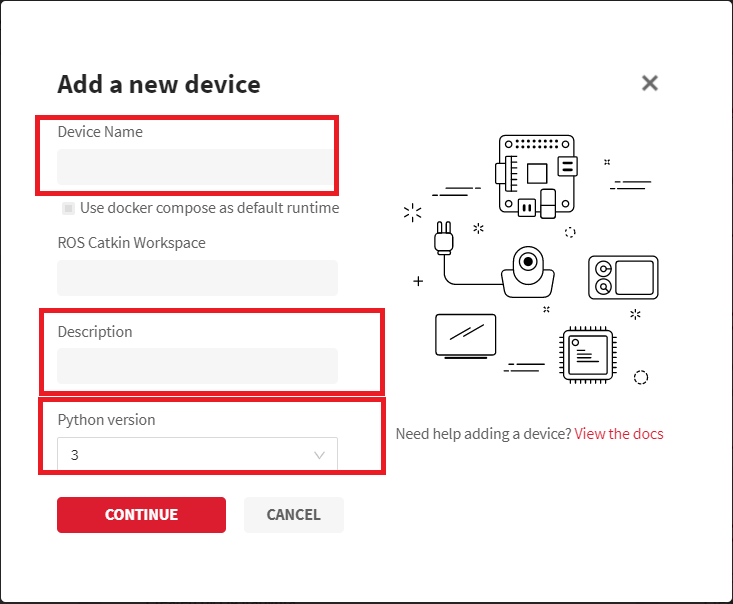 Add a new device
Device Name
Use docker compose as default runtime
ROS Catkin Workspace
Description
Python version
3
Need help adding a device? View the docs
CONTINUE
CANCEL